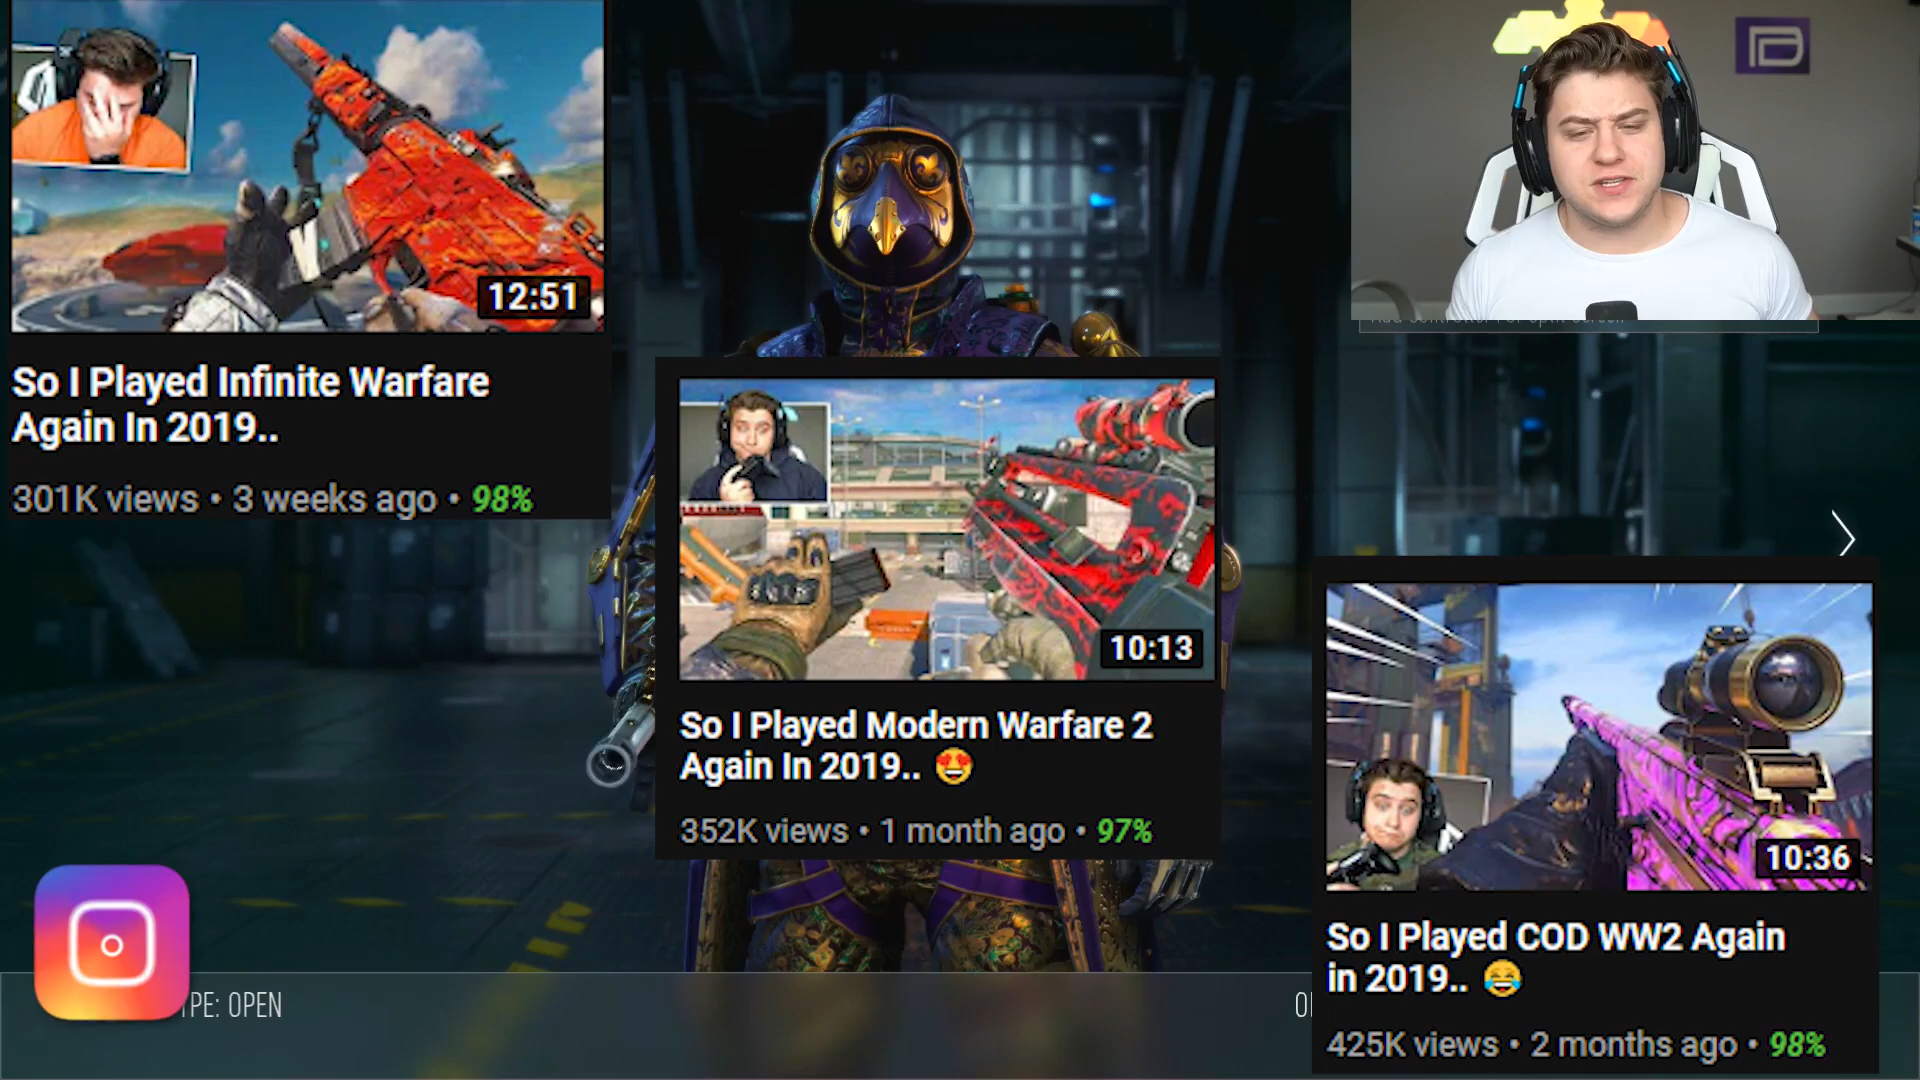 12:51
So I Played Infinite Warfare
Again In 2019..
301K views • 3 weeks ago • 98%
10:13
So I Played Modern Warfare 2
Again In 2019.. 😍
352K views • 1 month ago • 97%
10:36
So I Played COD WW2 Again
in 2019.. 😂
425K views • 2 months ago • 98%
OPEN